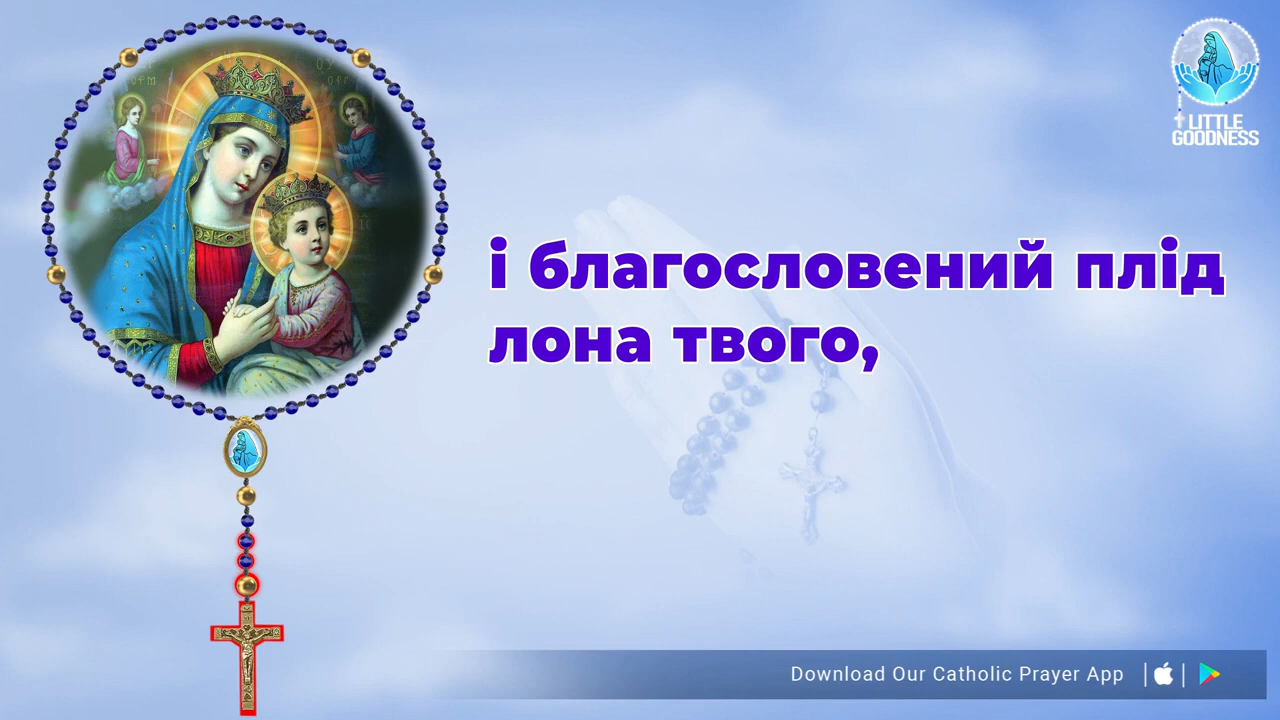 LITTLE
GOODNESS
і благословений плід
лона твого,
Download Our Catholic Prayer App